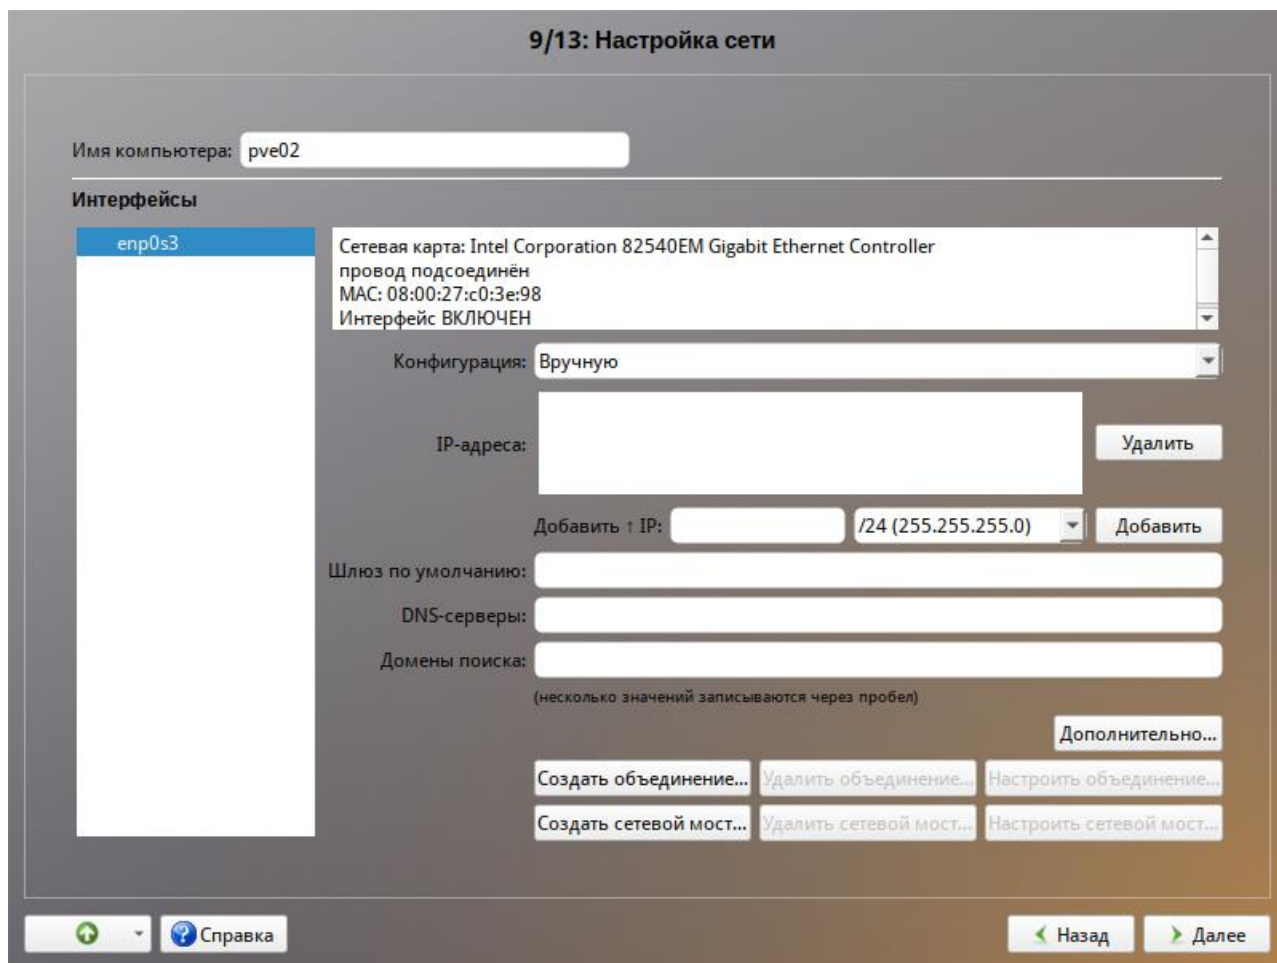 9/13: Настройка сети
Имя компьютера: pve02
Интерфейсы
enp0s3
Сетевая карта: Intel Corporation 82540EM Gigabit Ethernet Controller
провод подсоединён
MAC: 08:00:27:c0:3e:98
Интерфейс ВКЛЮЧЕН
Конфигурация: Вручную
IP-адреса: Удалить
Добавить ↑ IP: /24 (255.255.255.0) Добавить
Шлюз по умолчанию:
DNS-серверы:
Домены поиска:
(несколько значений записываются через пробел)
Дополнительно...
Создать объединение... Удалить объединение... Настроить объединение...
Создать сетевой мост... Удалить сетевой мост... Настроить сетевой мост...
Справка Назад Далее